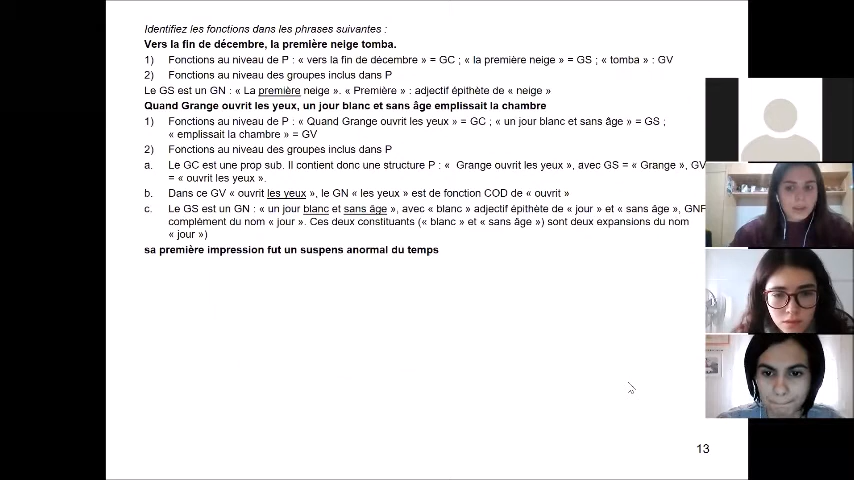 Identifiez les fonctions dans les phrases suivantes :
Vers la fin de décembre, la première neige tomba.
1) Fonctions au niveau de P : « vers la fin de décembre » = GC ; « la première neige » = GS ; « tomba » : GV
2) Fonctions au niveau des groupes inclus dans P
Le GS est un GN : « La première neige ». « Première » : adjectif épithète de « neige »
Quand Grange ouvrit les yeux, un jour blanc et sans âge emplissait la chambre
1) Fonctions au niveau de P : « Quand Grange ouvrit les yeux » = GC ; « un jour blanc et sans âge » = GS ;
« emplissait la chambre » = GV
2) Fonctions au niveau des groupes inclus dans P
a. Le GC est une prop sub. Il contient donc une structure P : « Grange ouvrit les yeux », avec GS = « Grange », GV
= « ouvrit les yeux ».
b. Dans ce GV « ouvrit les yeux », le GN « les yeux » est de fonction COD de « ouvrit »
c. Le GS est un GN : « un jour blanc et sans âge », avec « blanc » adjectif épithète de « jour » et « sans âge », GNP
complément du nom « jour ». Ces deux constituants (« blanc » et « sans âge ») sont deux expansions du nom
« jour »)
sa première impression fut un suspens anormal du temps
13